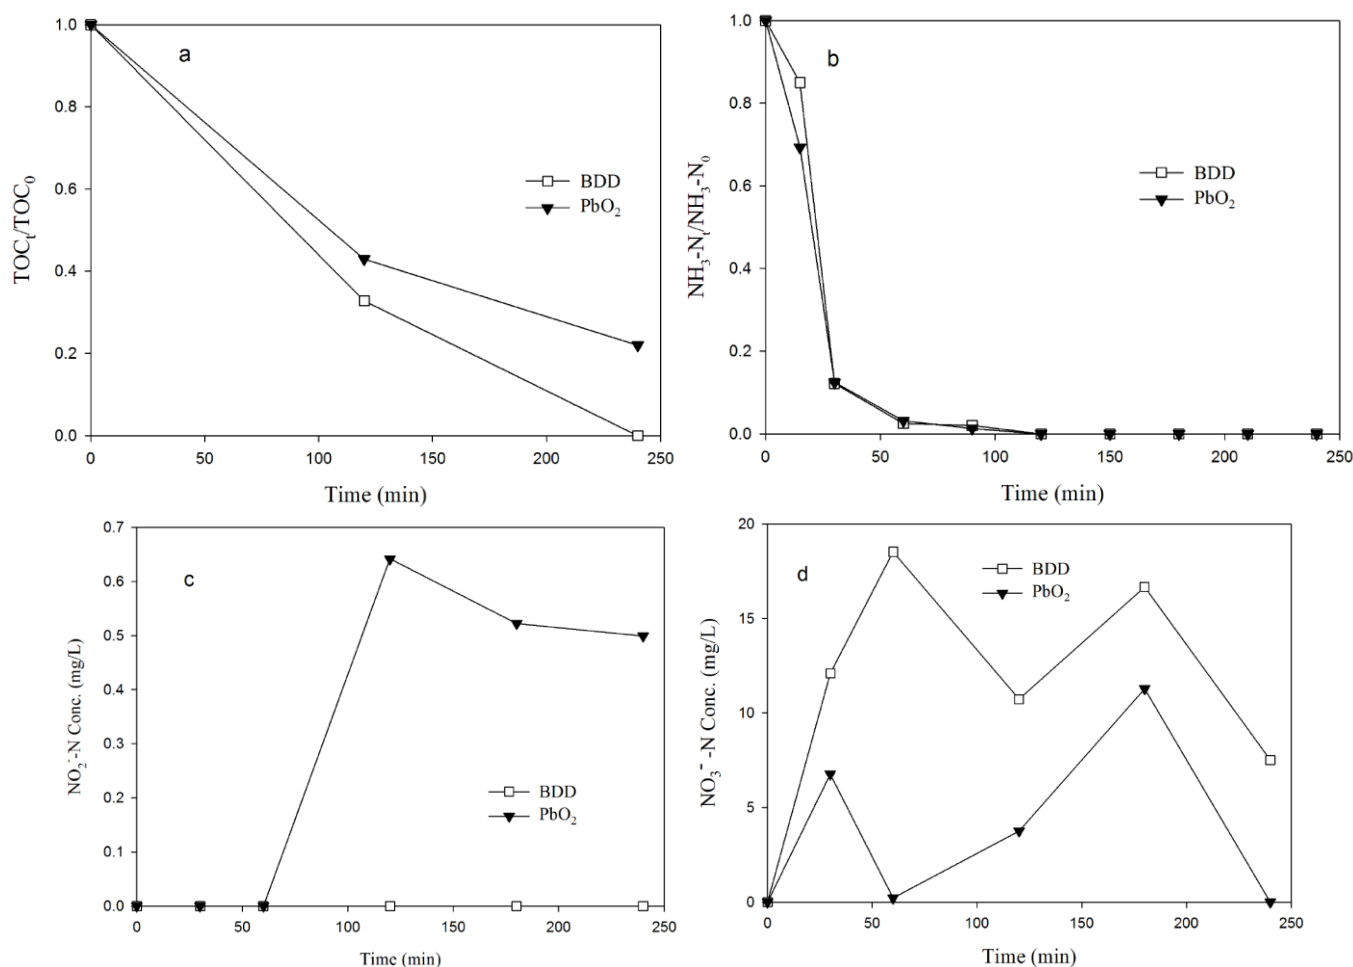 a
1.0
0.8
0.6
0.4
0.2
0.0
TOCt/TOC0
BDD
PbO2
0 50 100 150 200 250
Time (min)
b
1.0
0.8
0.6
0.4
0.2
0.0
NH3-Nt/NH3-N0
BDD
PbO2
0 50 100 150 200 250
Time (min)
c
0.7
0.6
0.5
0.4
0.3
0.2
0.1
0.0
NO2⁻-N Conc. (mg/L)
BDD
PbO2
0 50 100 150 200 250
Time (min)
d
20
15
10
5
0
NO3⁻ -N Conc. (mg/L)
BDD
PbO2
0 50 100 150 200 250
Time (min)